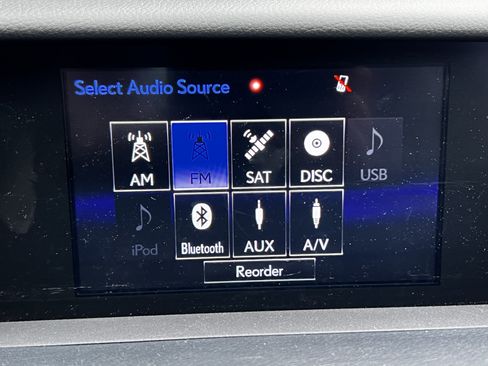 Select Audio Source
AM FM SAT DISC USB
iPod Bluetooth AUX A/V
Reorder